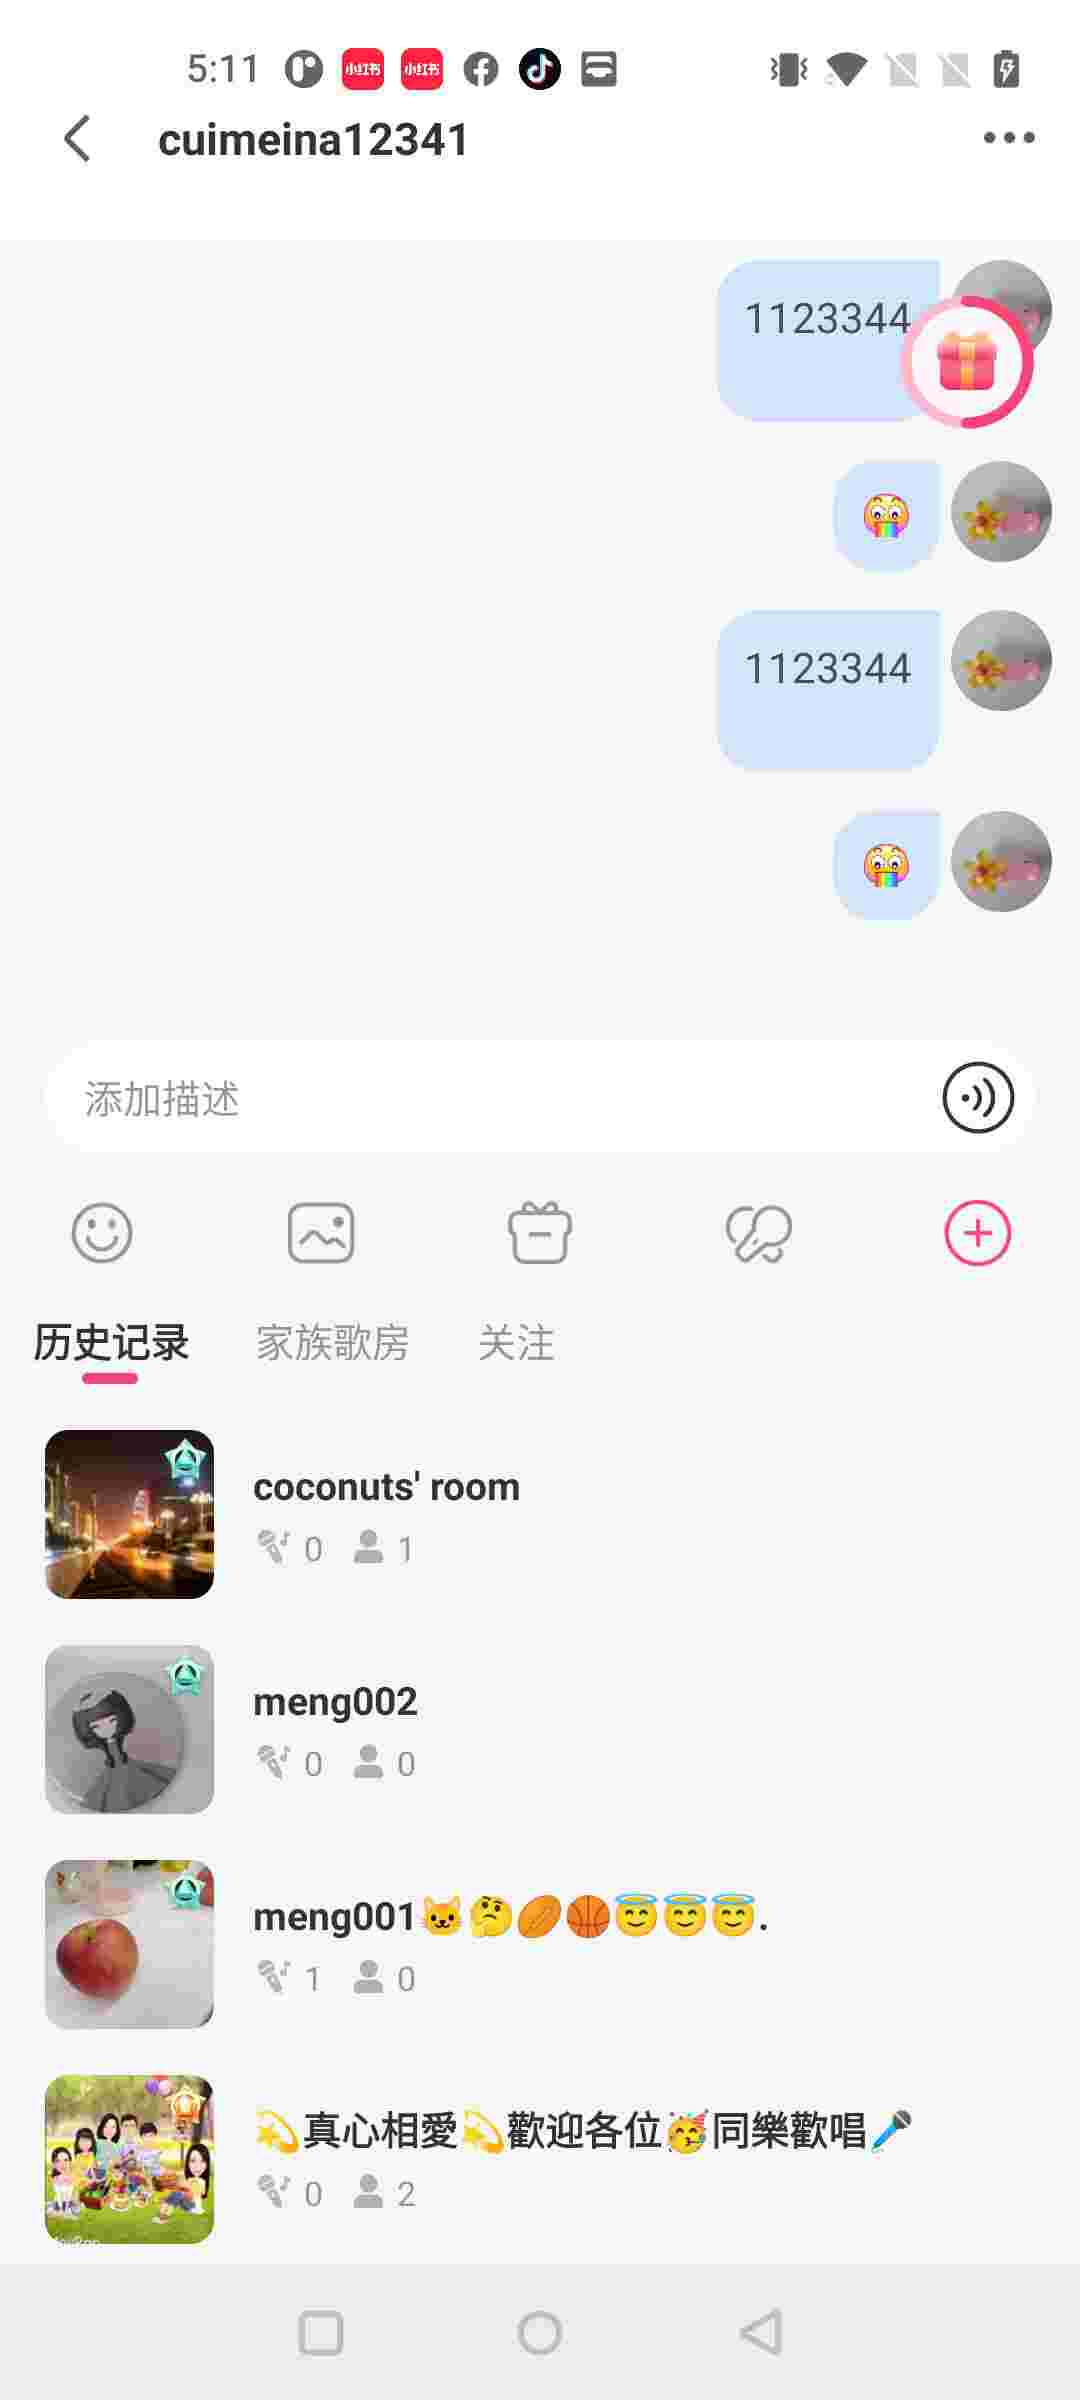 5:11
小红书 小红书
cuimeina12341
1123344
1123344
添加描述
历史记录 家族歌房 关注
coconuts' room
0 1
meng002
0 0
meng001🐱🤔🏉🏀😇😇😇.
1 0
💫真心相愛💫歡迎各位🥳同樂歡唱🎤
0 2